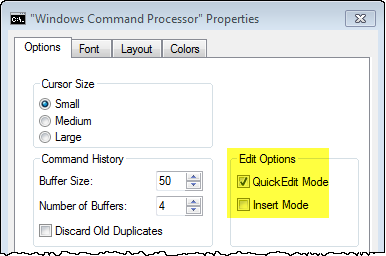 "Windows Command Processor" Properties
Options Font Layout Colors
Cursor Size
Small
Medium
Large
Command History
Buffer Size: 50
Number of Buffers: 4
Discard Old Duplicates
Edit Options
QuickEdit Mode
Insert Mode